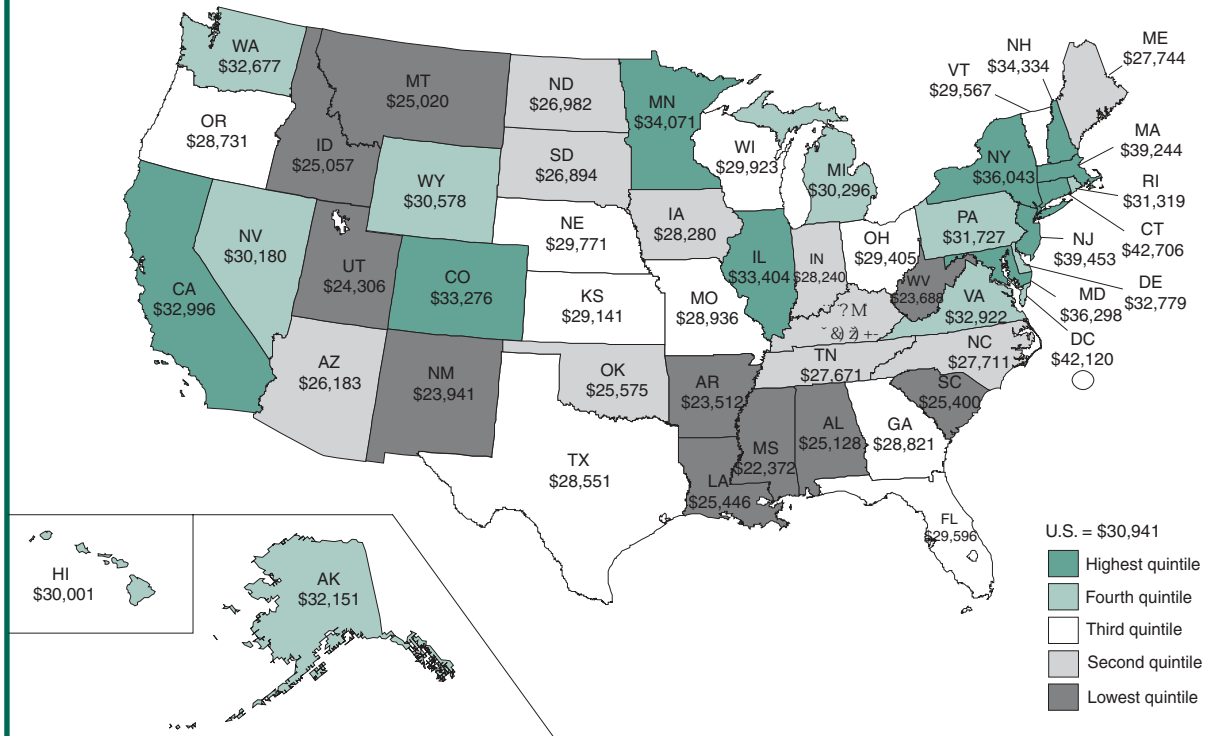 WA
$32,677
OR
$28,731
CA
$32,996
ID
$25,057
NV
$30,180
MT
$25,020
WY
$30,578
UT
$24,306
AZ
$26,183
CO
$33,276
NM
$23,941
ND
$26,982
SD
$26,894
NE
$29,771
KS
$29,141
OK
$25,575
TX
$28,551
MN
$34,071
IA
$28,280
MO
$28,936
AR
$23,512
LA
$25,446
WI
$29,923
IL
$33,404
MI
$30,296
IN
$28,240
OH
$29,405
TN
$27,671
MS
$22,372
AL
$25,128
GA
$28,821
FL
$29,596
SC
$25,400
NC
$27,711
WV
$23,688
VA
$32,922
PA
$31,727
NY
$36,043
VT
$29,567
NH
$34,334
ME
$27,744
MA
$39,244
RI
$31,319
CT
$42,706
NJ
$39,453
DE
$32,779
MD
$36,298
DC
$42,120
HI
$30,001
AK
$32,151
U.S. = $30,941
Highest quintile
Fourth quintile
Third quintile
Second quintile
Lowest quintile